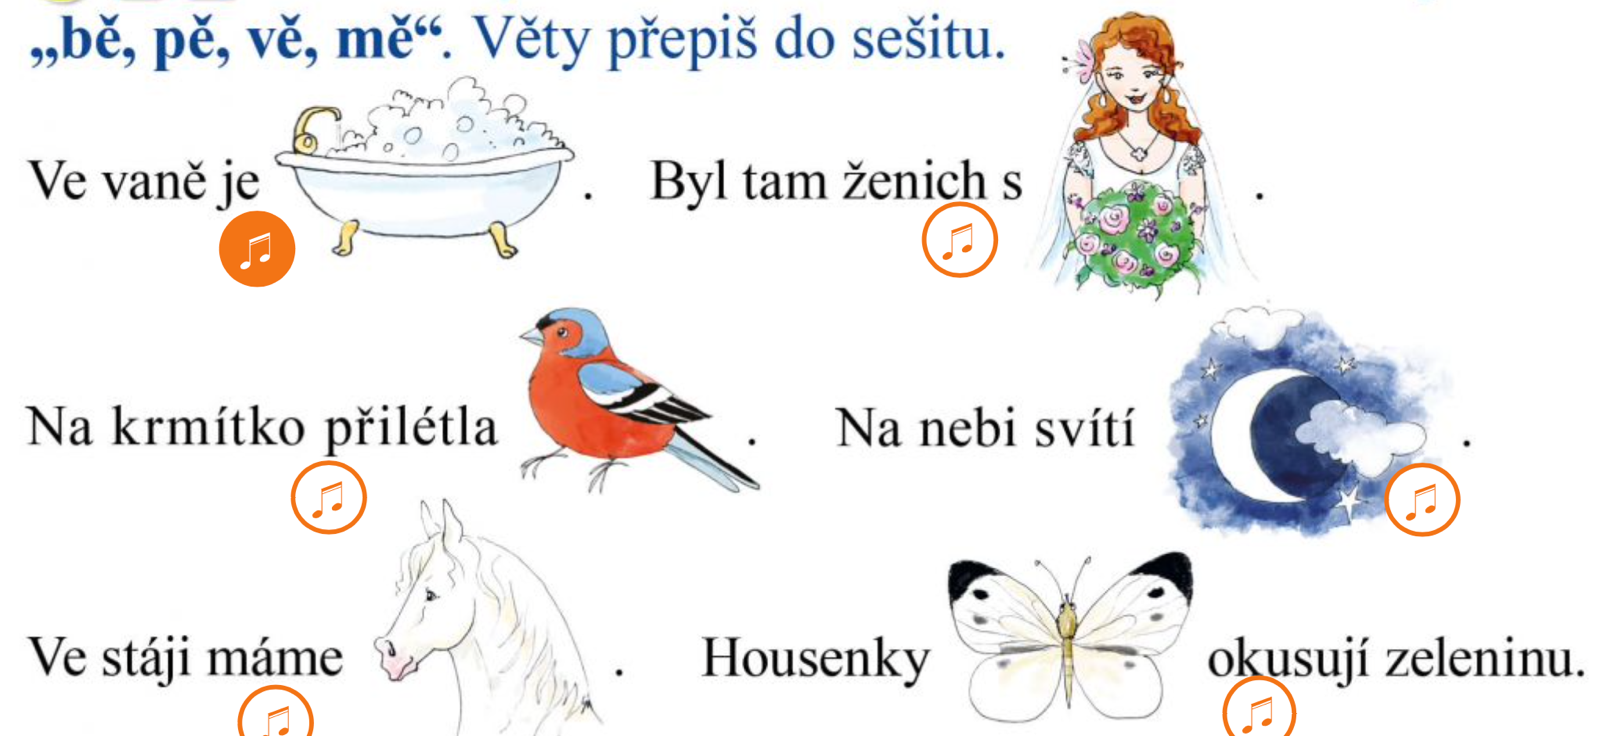 „bě, pě, vě, mě“. Věty přepiš do sešitu.
Ve vaně je . Byl tam ženich s .
Na krmítko přilétla . Na nebi svítí .
Ve stáji máme . Housenky okusují zeleninu.